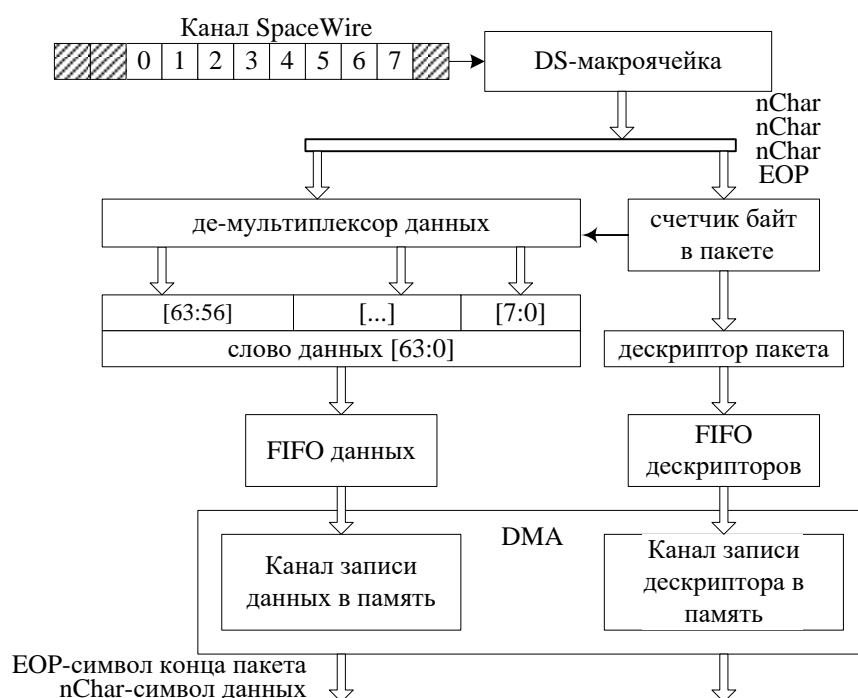 Канал SpaceWire
0 1 2 3 4 5 6 7
DS-макроячейка
nChar
nChar
nChar
EOP
де-мультиплексор данных
счетчик байт
в пакете
[63:56] [...] [7:0]
слово данных [63:0]
дескриптор пакета
FIFO данных
FIFO
дескрипторов
DMA
Канал записи
данных в память
Канал записи
дескриптора в
память
EOP-символ конца пакета
nChar-символ данных